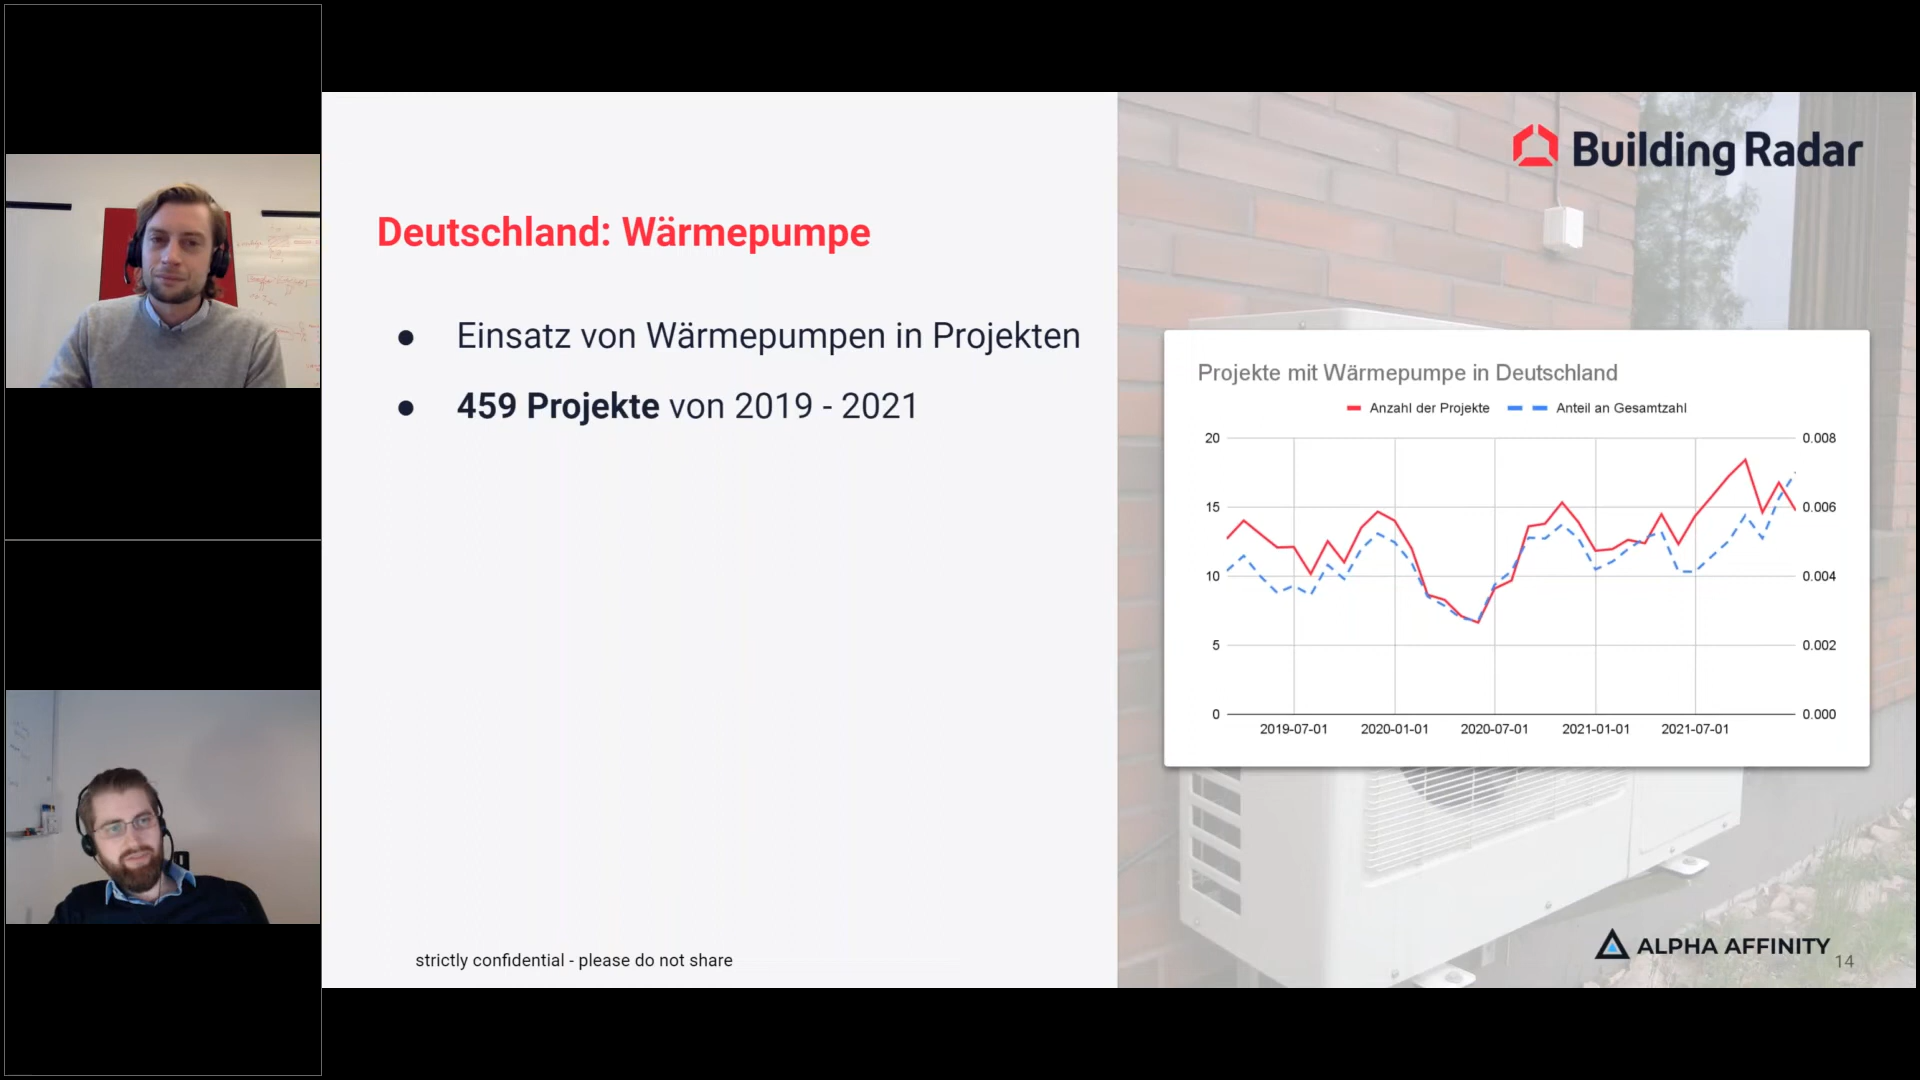 Building Radar
Deutschland: Wärmepumpe
● Einsatz von Wärmepumpen in Projekten
● 459 Projekte von 2019 - 2021
Projekte mit Wärmepumpe in Deutschland
Anzahl der Projekte Anteil an Gesamtzahl
20 0.008
15 0.006
10 0.004
5 0.002
0 0.000
2019-07-01 2020-01-01 2020-07-01 2021-01-01 2021-07-01
strictly confidential - please do not share
ALPHA AFFINITY
14